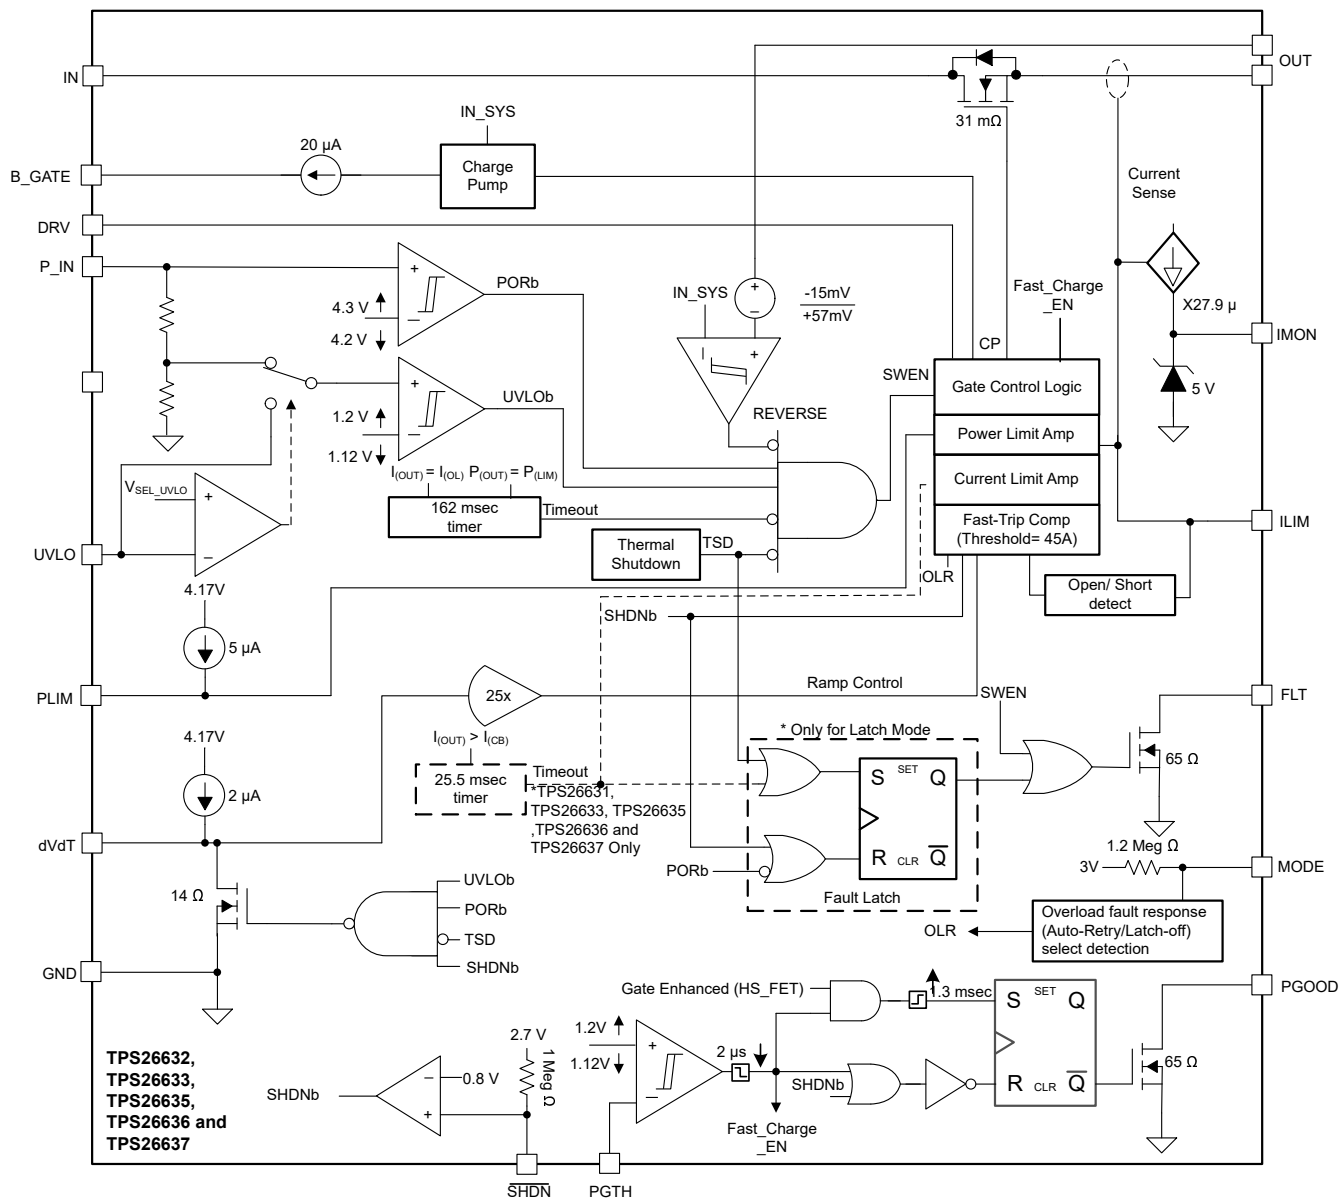 OUT
IN
31 mΩ
IN_SYS
20 µA
Charge
Pump
B_GATE
Current
Sense
DRV
P_IN
PORb
4.3 V
4.2 V
IN_SYS
+
−
-15mV
+57mV
Fast_Charge
_EN
X27.9 µ
IMON
CP
SWEN
Gate Control Logic
5 V
UVLOb
1.2 V
1.12 V
REVERSE
Power Limit Amp
I(OUT) = I(OL) P(OUT) = P(LIM)
Current Limit Amp
VSEL_UVLO
162 msec
timer
Timeout
Fast-Trip Comp
(Threshold= 45A)
ILIM
UVLO
Thermal
Shutdown
TSD
OLR
Open/ Short
detect
4.17V
SHDNb
5 µA
PLIM
25x
Ramp Control
SWEN
FLT
I(OUT) > I(CB)
* Only for Latch Mode
4.17V
65 Ω
25.5 msec
timer
Timeout
*TPS26631,
TPS26633, TPS26635
,TPS26636 and
TPS26637 Only
S SET Q
2 µA
dVdT
R CLR Q
PORb
Fault Latch
1.2 Meg Ω
3V
MODE
14 Ω
UVLOb
PORb
TSD
SHDNb
Overload fault response
(Auto-Retry/Latch-off)
select detection
OLR
GND
Gate Enhanced (HS_FET)
1.3 msec
S SET Q
PGOOD
2.7 V
1 Meg Ω
1.2V
1.12V
2 µs
65 Ω
TPS26632,
TPS26633,
TPS26635,
TPS26636 and
TPS26637
SHDNb
0.8 V
SHDNb
R CLR Q
Fast_Charge
_EN
SHDN
PGTH